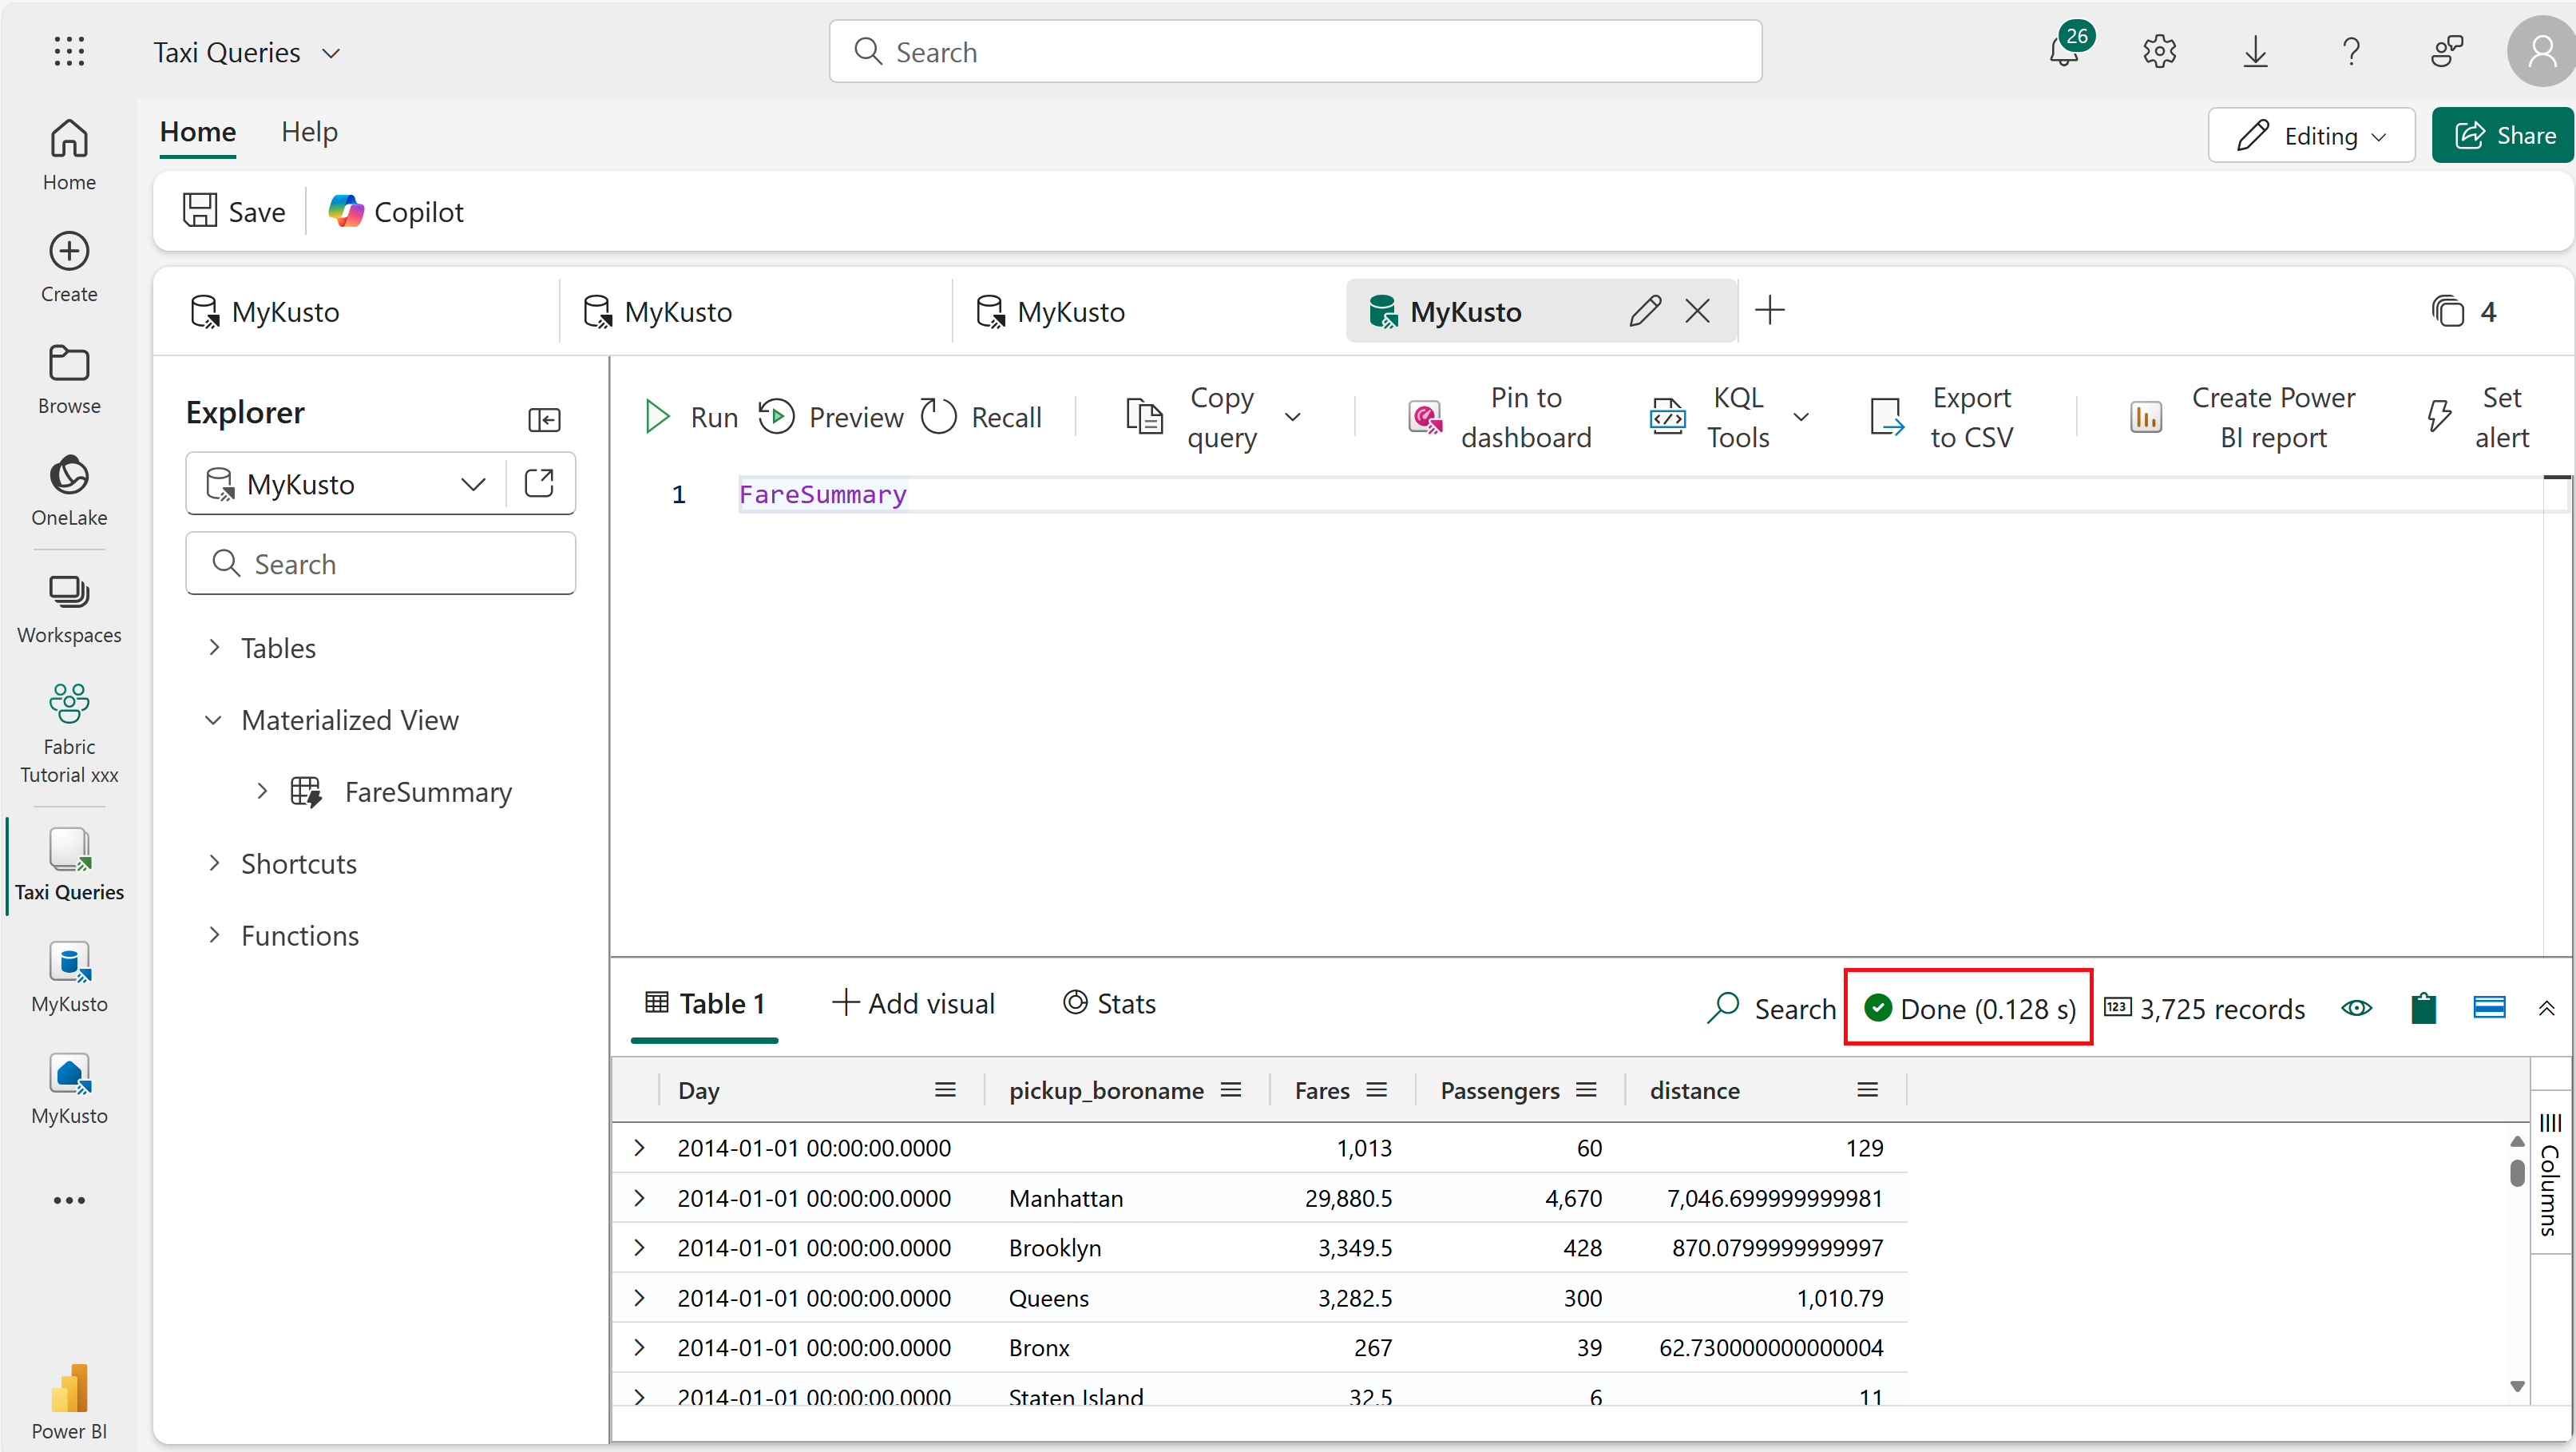 Taxi Queries
Search
26
Home
Help
Editing
Share
Save
Copilot
Home
Create
Browse
OneLake
Workspaces
Fabric
Tutorial xxx
Taxi Queries
MyKusto
MyKusto
Power BI
MyKusto
MyKusto
MyKusto
MyKusto
4
Explorer
MyKusto
Search
Tables
Materialized View
FareSummary
Shortcuts
Functions
Run
Preview
Recall
Copy
query
Pin to
dashboard
KQL
Tools
Export
to CSV
Create Power
BI report
Set
alert
1 FareSummary
Table 1
Add visual
Stats
Search
Done (0.128 s)
123
3,725 records
Day pickup_boroname Fares Passengers distance
2014-01-01 00:00:00.0000 1,013 60 129
2014-01-01 00:00:00.0000 Manhattan 29,880.5 4,670 7,046.699999999981
2014-01-01 00:00:00.0000 Brooklyn 3,349.5 428 870.0799999999997
2014-01-01 00:00:00.0000 Queens 3,282.5 300 1,010.79
2014-01-01 00:00:00.0000 Bronx 267 39 62.730000000000004
2014-01-01 00:00:00.0000 Staten Island 32.5 6 11
Columns